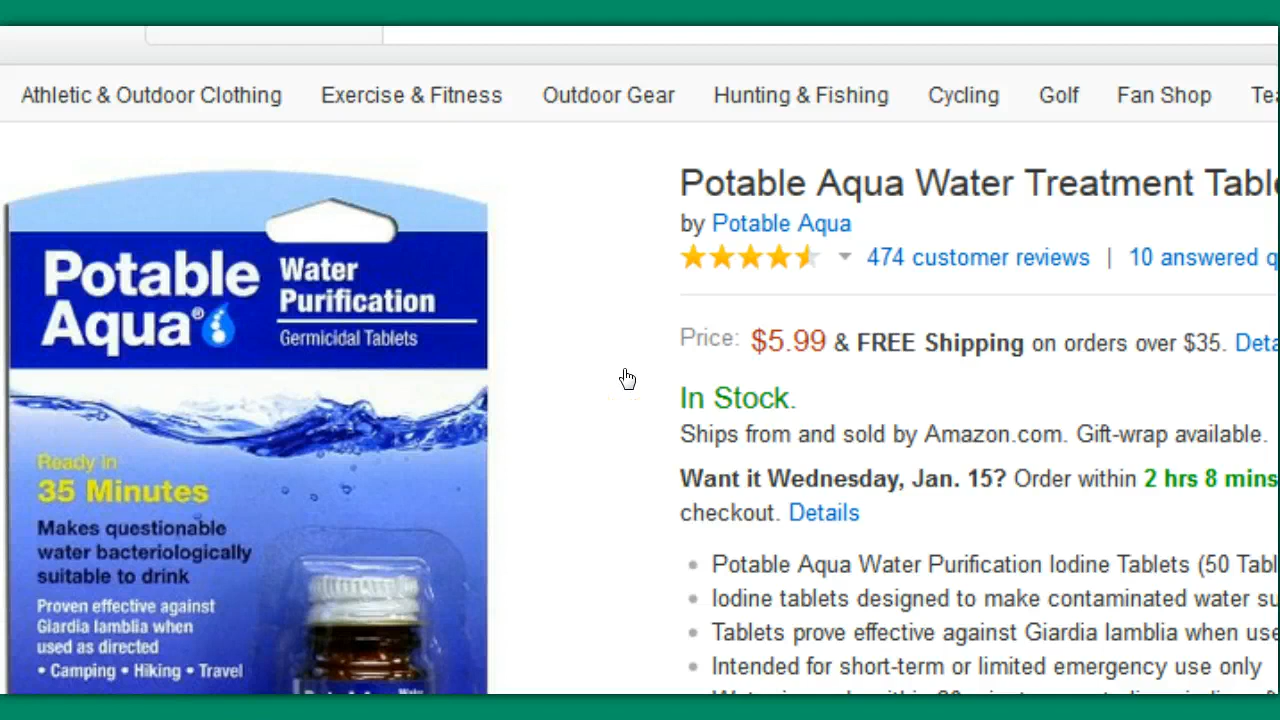 Athletic & Outdoor Clothing Exercise & Fitness Outdoor Gear Hunting & Fishing Cycling Golf Fan Shop
Potable Aqua Water Treatment
by Potable Aqua
474 customer reviews | 10 answered
Price: $5.99 & FREE Shipping on orders over $35.
In Stock.
Ships from and sold by Amazon.com. Gift-wrap available.
Want it Wednesday, Jan. 15? Order within 2 hrs 8 mins
checkout. Details
• Potable Aqua Water Purification Iodine Tablets (50
• Iodine tablets designed to make contaminated water
• Tablets prove effective against Giardia lamblia when
• Intended for short-term or limited emergency use only
Potable
Aqua®
Water
Purification
Germicidal Tablets
Ready in
35 Minutes
Makes questionable
water bacteriologically
suitable to drink
Proven effective against
Giardia lamblia when
used as directed
• Camping • Hiking • Travel